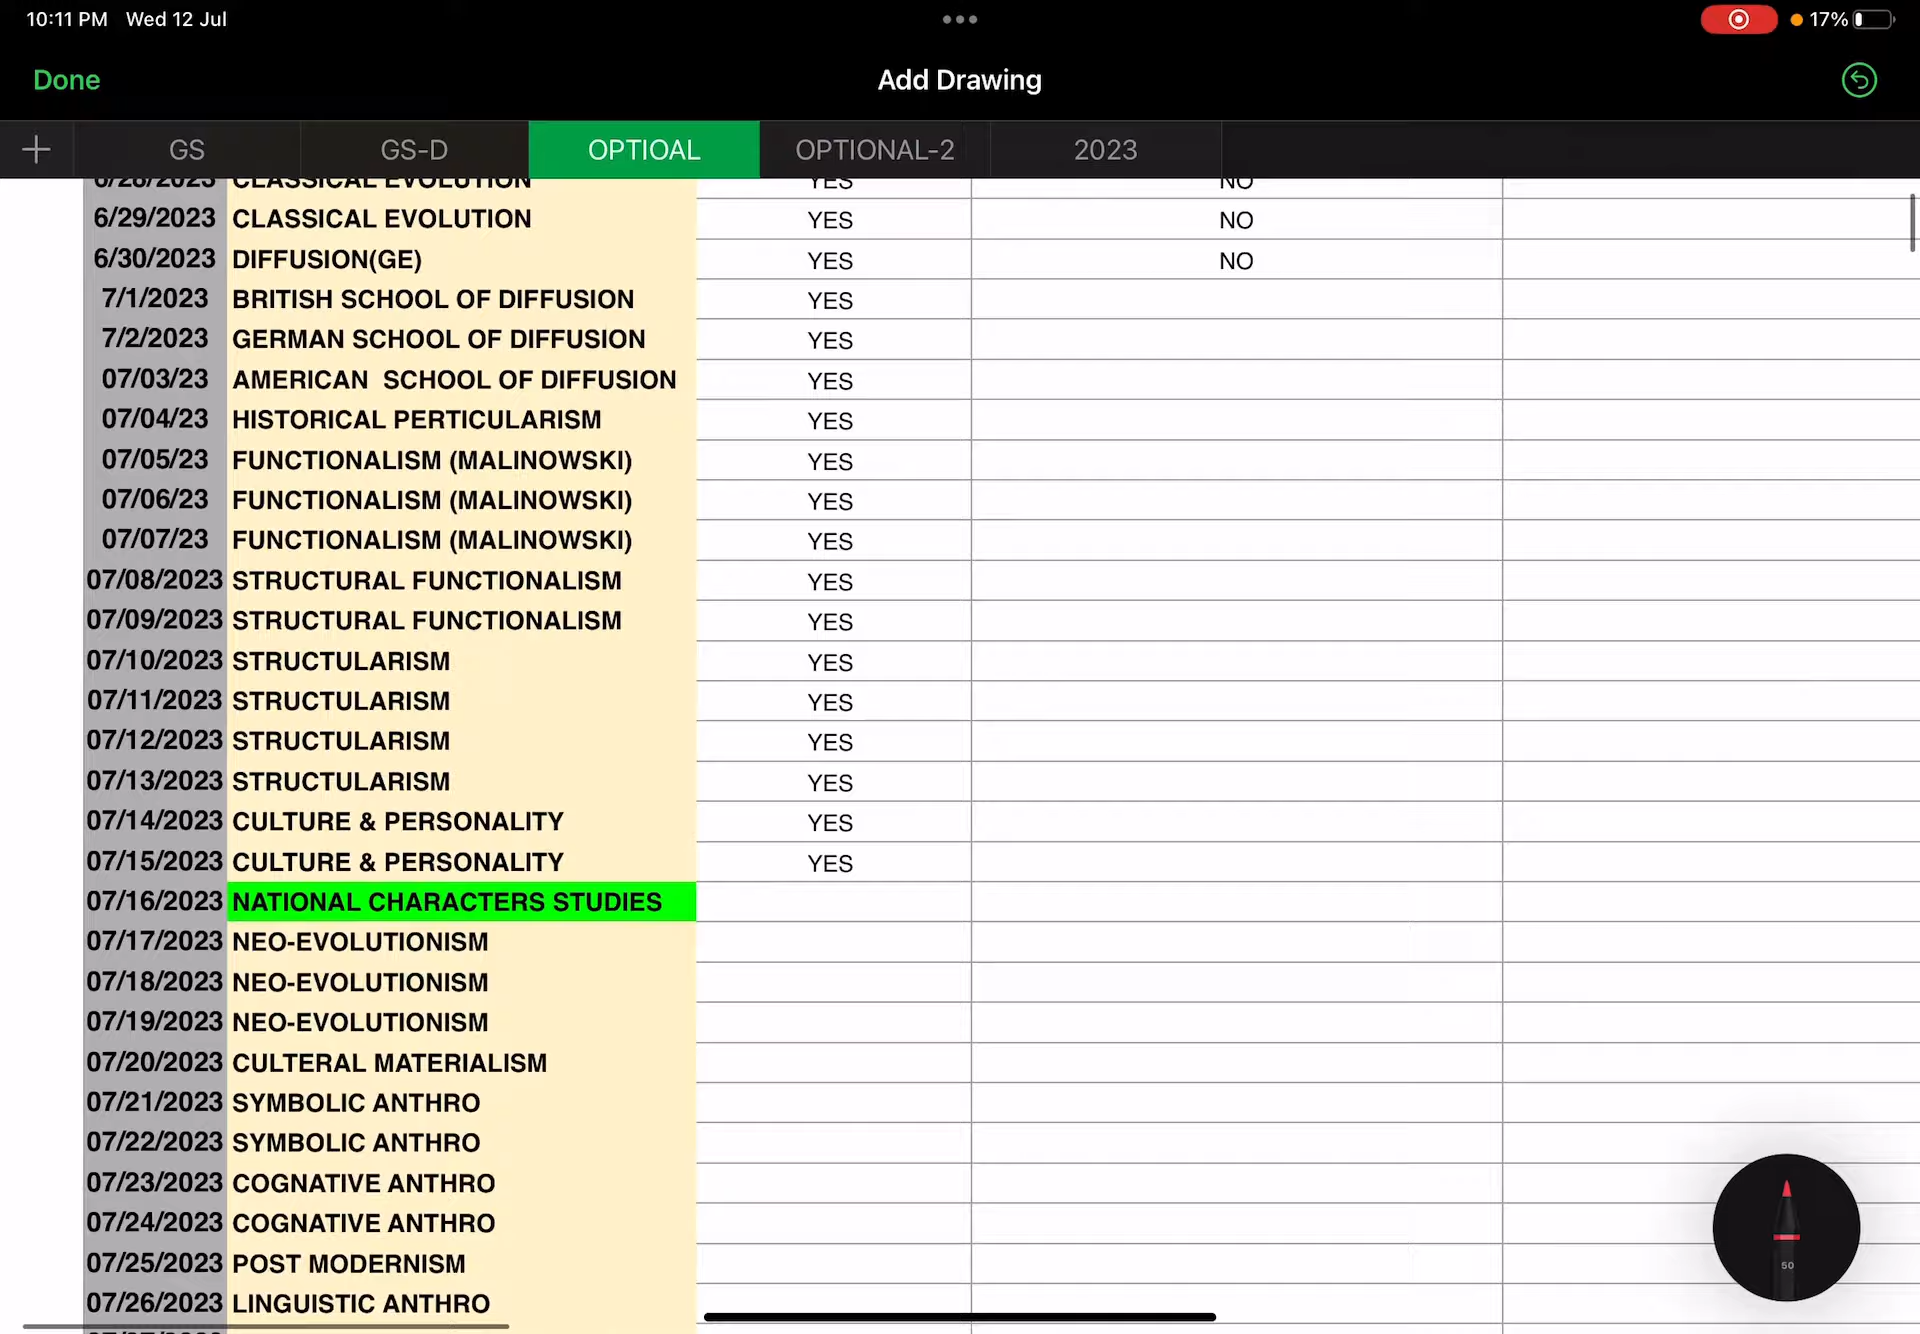 10:11 PM Wed 12 Jul 17%
Done Add Drawing
GS GS-D OPTIOAL OPTIONAL-2 2023
6/28/2023 CLASSICAL EVOLUTION YES NO
6/29/2023 CLASSICAL EVOLUTION YES NO
6/30/2023 DIFFUSION(GE) YES NO
7/1/2023 BRITISH SCHOOL OF DIFFUSION YES
7/2/2023 GERMAN SCHOOL OF DIFFUSION YES
07/03/23 AMERICAN SCHOOL OF DIFFUSION YES
07/04/23 HISTORICAL PERTICULARISM YES
07/05/23 FUNCTIONALISM (MALINOWSKI) YES
07/06/23 FUNCTIONALISM (MALINOWSKI) YES
07/07/23 FUNCTIONALISM (MALINOWSKI) YES
07/08/2023 STRUCTURAL FUNCTIONALISM YES
07/09/2023 STRUCTURAL FUNCTIONALISM YES
07/10/2023 STRUCTULARISM YES
07/11/2023 STRUCTULARISM YES
07/12/2023 STRUCTULARISM YES
07/13/2023 STRUCTULARISM YES
07/14/2023 CULTURE & PERSONALITY YES
07/15/2023 CULTURE & PERSONALITY YES
07/16/2023 NATIONAL CHARACTERS STUDIES
07/17/2023 NEO-EVOLUTIONISM
07/18/2023 NEO-EVOLUTIONISM
07/19/2023 NEO-EVOLUTIONISM
07/20/2023 CULTERAL MATERIALISM
07/21/2023 SYMBOLIC ANTHRO
07/22/2023 SYMBOLIC ANTHRO
07/23/2023 COGNATIVE ANTHRO
07/24/2023 COGNATIVE ANTHRO
07/25/2023 POST MODERNISM
50
07/26/2023 LINGUISTIC ANTHRO